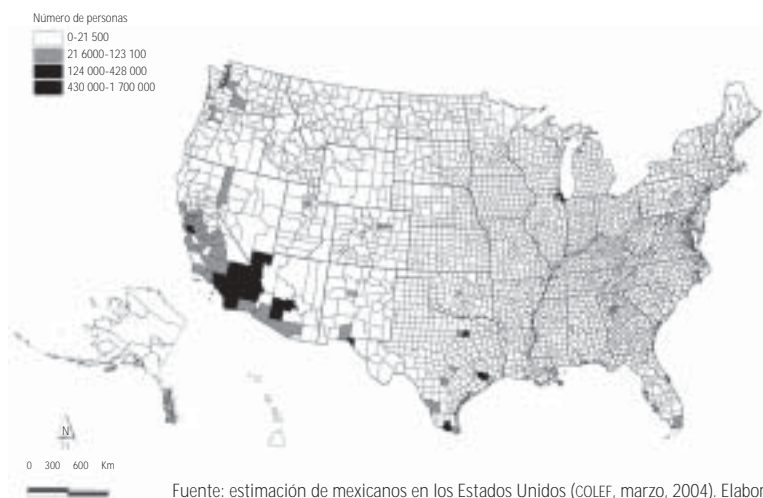 Número de personas
0-21 500
21 6000-123 100
124 000-428 000
430 000-1 700 000
N
0 300 600 Km
Fuente: estimación de mexicanos en los Estados Unidos (COLEF, marzo, 2004). Elabor